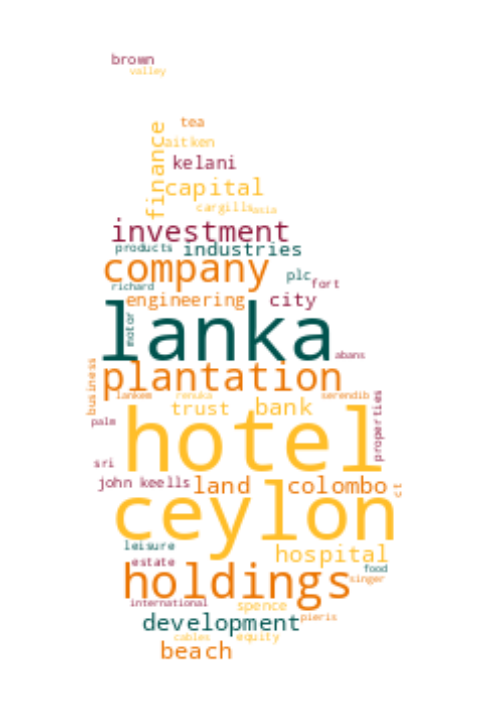 brown
valley
tea
finance
aitken
kelani
capital
cargills
asia
investment
products
industries
company
plc
richard
fort
engineering
city
lanka
motor
abans
business
plantation
lankem
renuka
serendib
properties
trust
bank
palm
hotel
sri
john keells
land
colombo
ct
ceylon
leisure
hospital
estate
food
holdings
singer
international
spence
development
pieris
cables
equity
beach